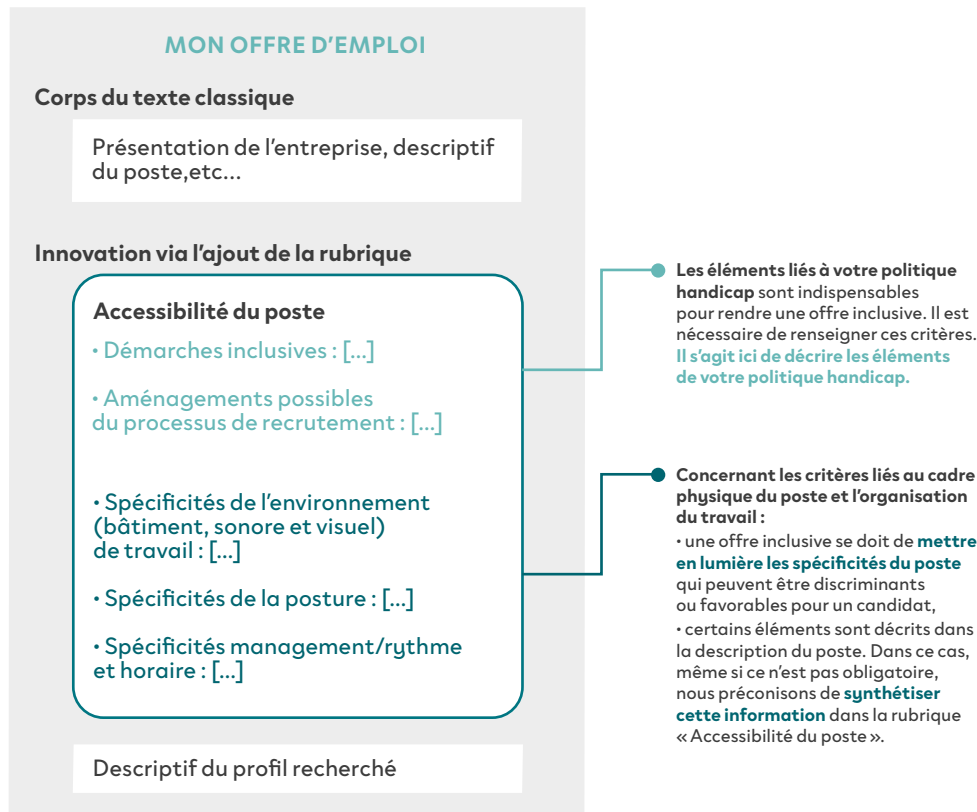 MON OFFRE D'EMPLOI
Corps du texte classique
Présentation de l'entreprise, descriptif
du poste,etc...
Innovation via l'ajout de la rubrique
Accessibilité du poste
• Démarches inclusives : [...]
• Aménagements possibles
du processus de recrutement : [...]
• Spécificités de l'environnement
(bâtiment, sonore et visuel)
de travail : [...]
• Spécificités de la posture : [...]
• Spécificités management/rythme
et horaire : [...]
Descriptif du profil recherché
Les éléments liés à votre politique
handicap sont indispensables
pour rendre une offre inclusive. Il est
nécessaire de renseigner ces critères.
Il s'agit ici de décrire les éléments
de votre politique handicap.
Concernant les critères liés au cadre
physique du poste et l'organisation
du travail :
• une offre inclusive se doit de mettre
en lumière les spécificités du poste
qui peuvent être discriminants
ou favorables pour un candidat,
• certains éléments sont décrits dans
la description du poste. Dans ce cas,
même si ce n'est pas obligatoire,
nous préconisons de synthétiser
cette information dans la rubrique
« Accessibilité du poste ».